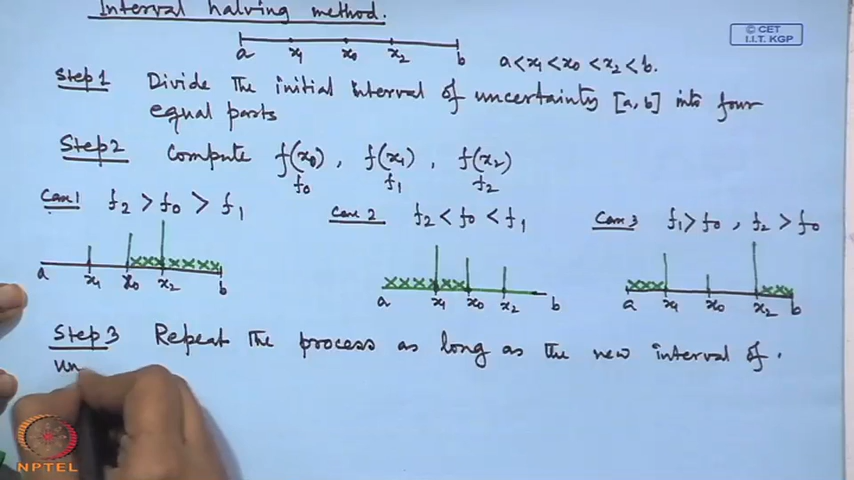 Interval halving method.
© CET
I.I.T. KGP
a x₁ x₀ x₂ b
a < x₁ < x₀ < x₂ < b.
Step 1 Divide the initial interval of uncertainty [a, b] into four
equal parts
Step 2 Compute f(x₀), f(x₁), f(x₂)
f₀ f₁ f₂
Case 1 f₂ > f₀ > f₁
Case 2 f₂ < f₀ < f₁
Case 3 f₁ > f₀, f₂ > f₀
a x₁ x₀ x₂ b
a x₁ x₀ x₂ b
a x₁ x₀ x₂ b
Step 3 Repeat the process as long as the new interval of
un
NPTEL